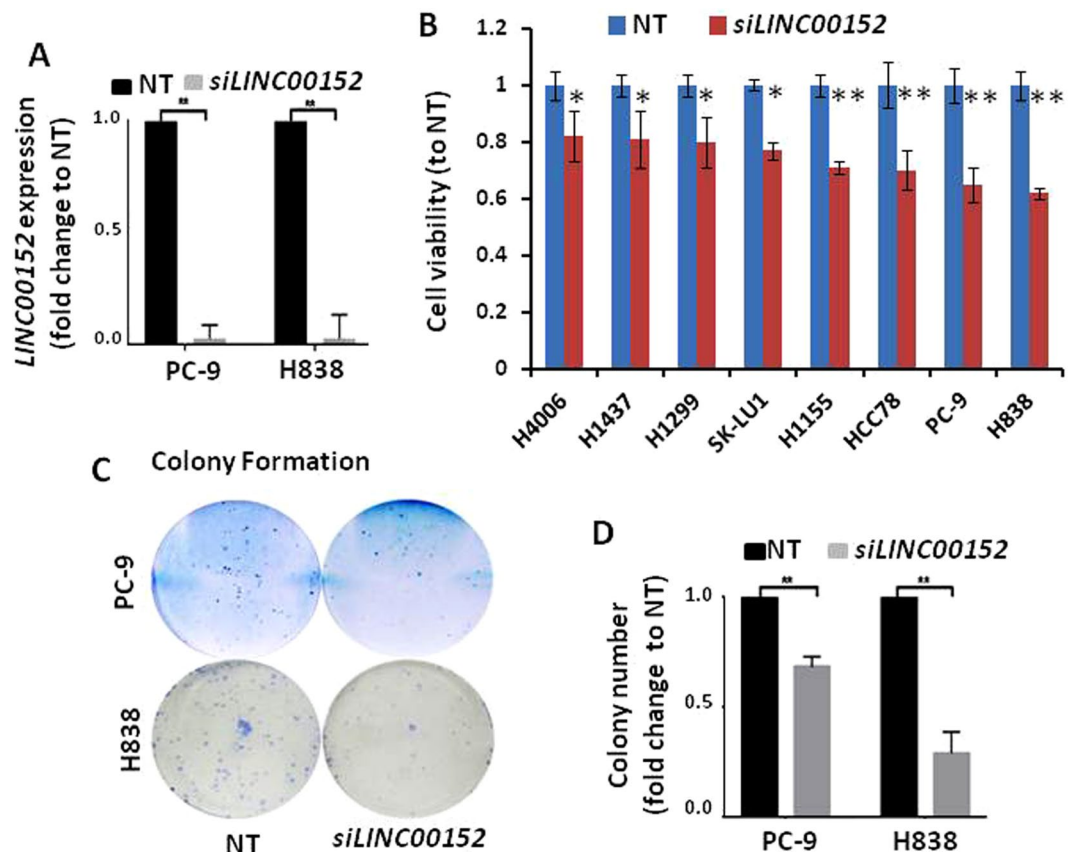 A
NT siLINC00152
LINC00152 expression
(fold change to NT)
1.0
0.5
0.0
**
**
PC-9
H838
B
NT siLINC00152
Cell viability (to NT)
1.2
1
0.8
0.6
0.4
0.2
0
*
*
*
*
**
**
**
**
H4006
H1437
H1299
SK-LU1
H1155
HCC78
PC-9
H838
C
Colony Formation
PC-9
H838
NT
siLINC00152
D
NT siLINC00152
Colony number
(fold change to NT)
1.0
0.5
0.0
**
**
PC-9
H838